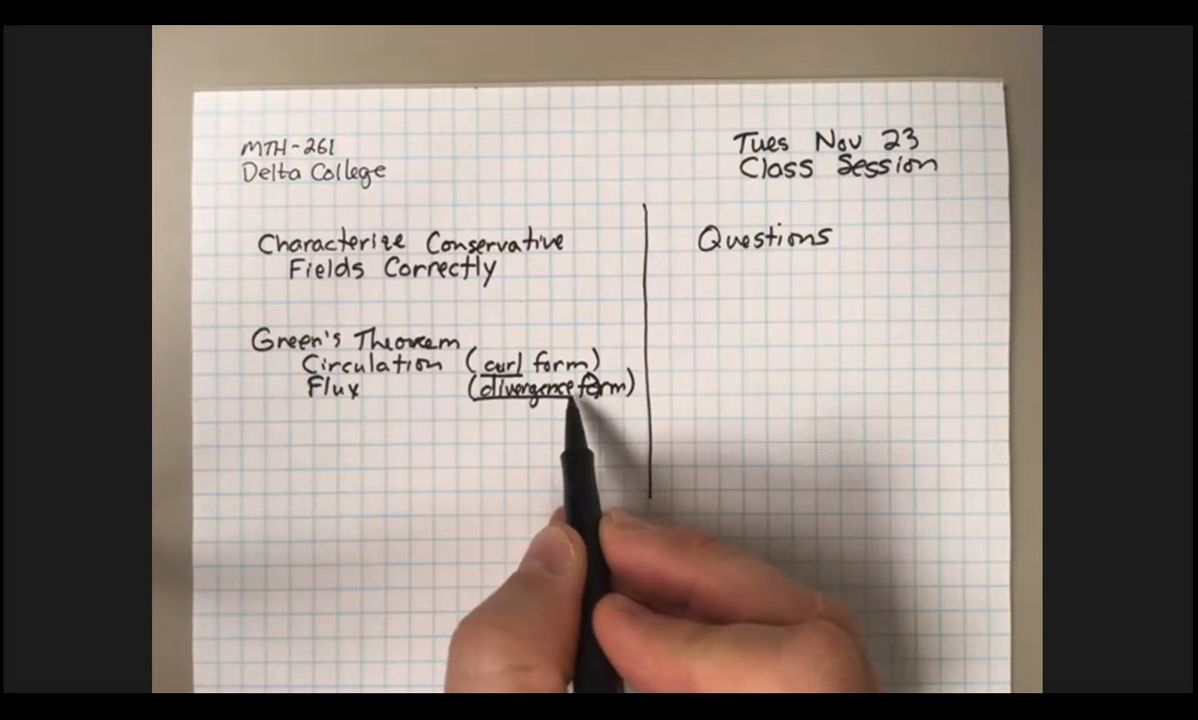 MTH-261
Delta College
Tues Nov 23
Class Session
Characterize Conservative
Fields Correctly
Green's Theorem
Circulation (curl form)
Flux (divergence form)
Questions